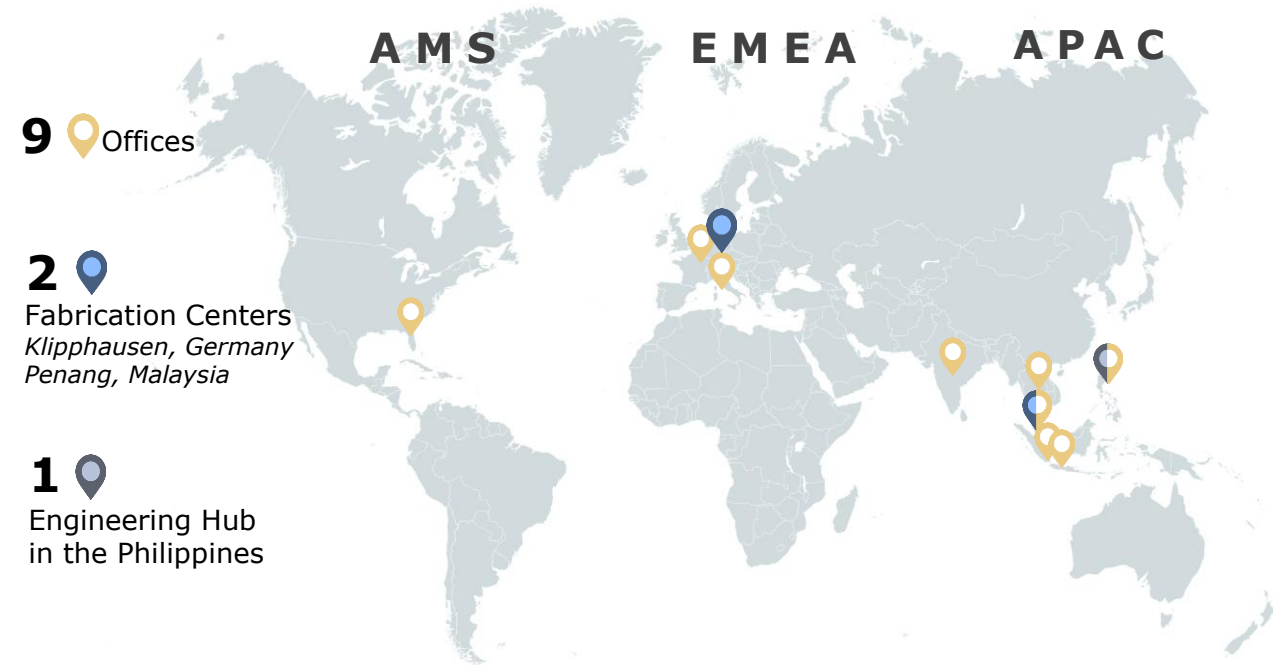 A M S
E M E A
A P A C
9 Offices
2
Fabrication Centers
Klipphausen, Germany
Penang, Malaysia
1
Engineering Hub
in the Philippines